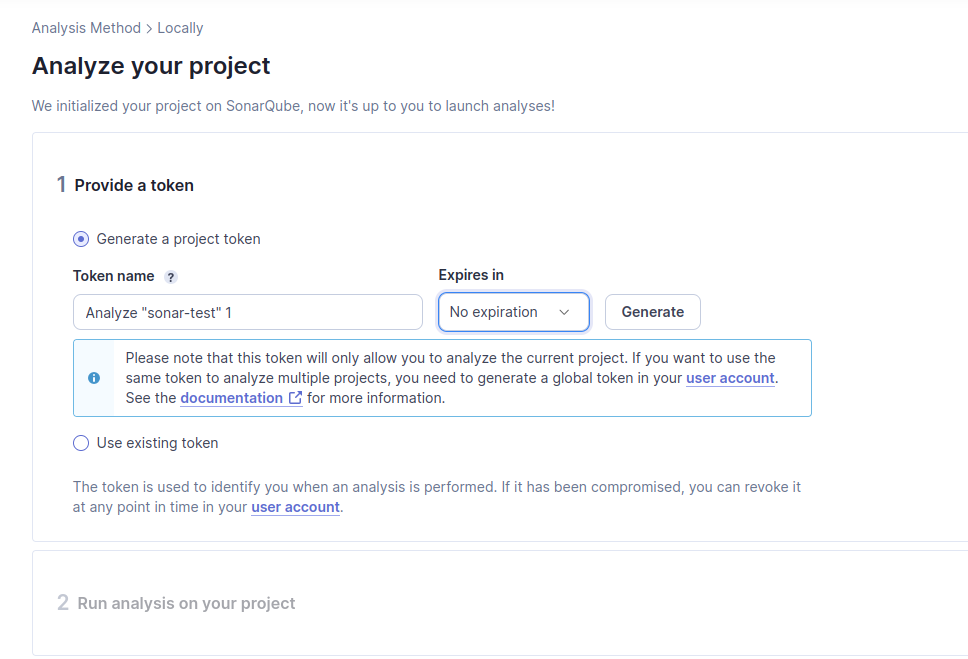 Analysis Method > Locally
Analyze your project
We initialized your project on SonarQube, now it's up to you to launch analyses!
1 Provide a token
Generate a project token
Token name ?
Expires in
Analyze "sonar-test" 1
No expiration
Generate
Please note that this token will only allow you to analyze the current project. If you want to use the
same token to analyze multiple projects, you need to generate a global token in your user account.
See the documentation for more information.
Use existing token
The token is used to identify you when an analysis is performed. If it has been compromised, you can revoke it
at any point in time in your user account.
2 Run analysis on your project